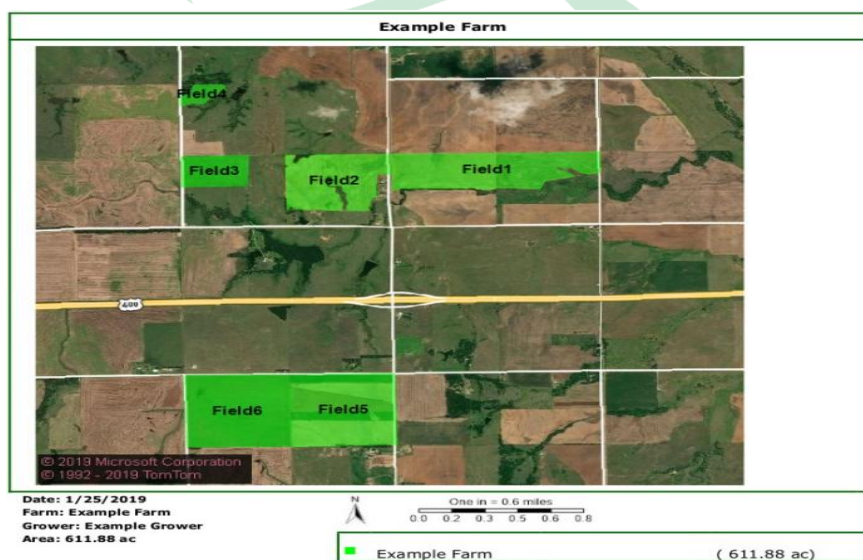 Example Farm
Field4
Field3
Field2
Field1
400
Field6
Field5
© 2019 Microsoft Corporation
© 1992 - 2019 TomTom
Date: 1/25/2019
Farm: Example Farm
Grower: Example Grower
Area: 611.88 ac
N
One in = 0.6 miles
0.0 0.2 0.3 0.5 0.6 0.8
Example Farm ( 611.88 ac)